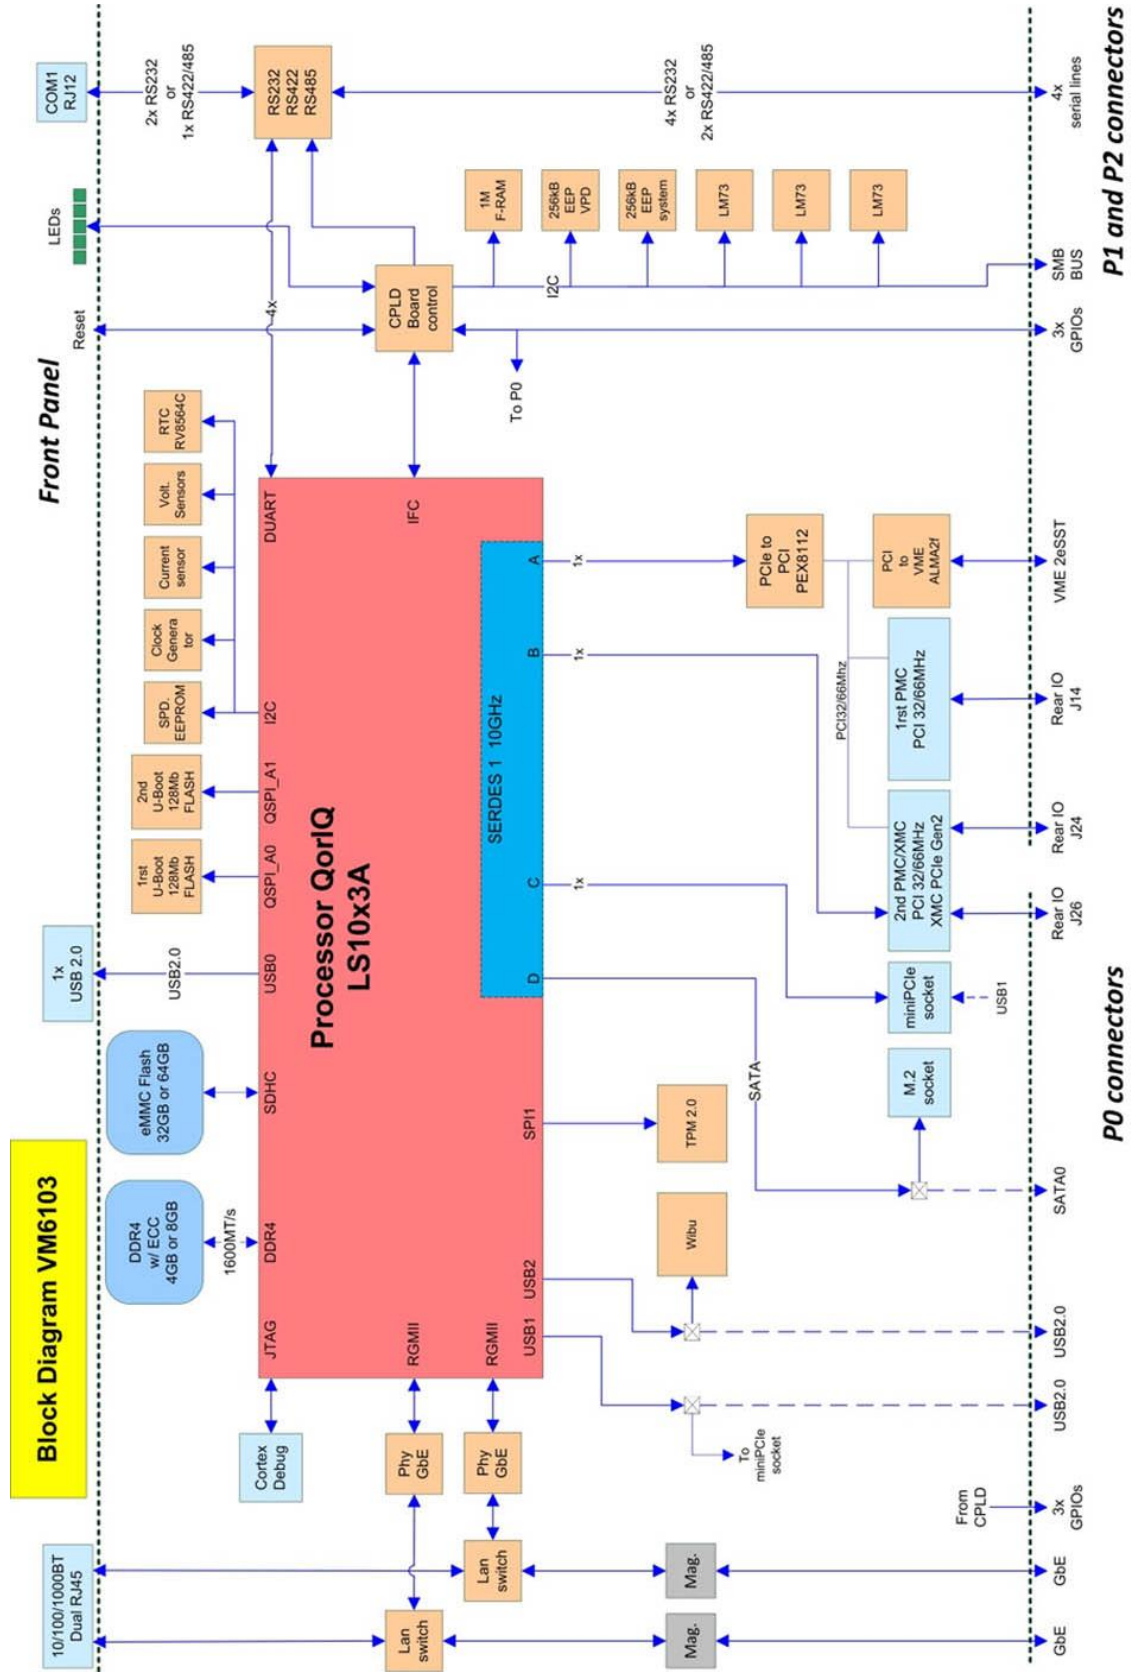 10/100/1000BT
Dual RJ45
Block Diagram VM6103
1x
USB 2.0
Front Panel
Reset
LEDs
COM1
RJ12
DDR4
w/ ECC
4GB or 8GB
eMMC Flash
32GB or 64GB
USB2.0
1rst
U-Boot
128Mb
FLASH
2nd
U-Boot
128Mb
FLASH
SPD.
EEPROM
Clock
Genera
tor
Current
sensor
Volt.
Sensors
RTC
RV8564C
2x RS232
or
1x RS422/485
1600MT/s
Cortex
Debug
JTAG
DDR4
SDHC
USB0
QSPI_A0
QSPI_A1
I2C
DUART
4x
RS232
RS422
RS485
Processor QorIQ
LS10x3A
Lan
switch
Phy
GbE
RGMII
IFC
CPLD
Board
control
Lan
switch
Phy
GbE
RGMII
SERDES 1 10GHz
1M
F-RAM
USB1
USB2
SPI1
D
C
B
A
To P0
I2C
256kB
EEP
VPD
1x
1x
1x
256kB
EEP
system
4x RS232
or
2x RS422/485
Mag.
Mag.
Wibu
TPM 2.0
LM73
To
miniPCIe
socket
SATA
PCIe to
PCI
PEX8112
LM73
PCI32/66Mhz
LM73
M.2
socket
miniPCIe
socket
2nd PMC/XMC
PCI 32/66MHz
XMC PCIe Gen2
1rst PMC
PCI 32/66MHz
PCI
to
VME
ALMA2f
From
CPLD
USB1
GbE
GbE
3x
GPIOs
USB2.0
USB2.0
SATA0
Rear IO
J26
Rear IO
J24
Rear IO
J14
VME 2eSST
3x
GPIOs
SMB
BUS
4x
serial lines
P0 connectors
P1 and P2 connectors